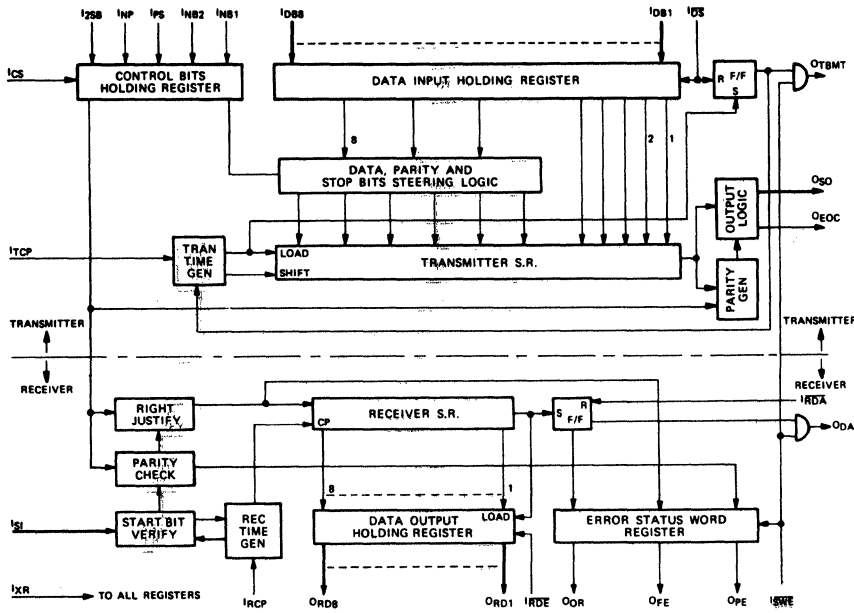 I2SB INP IPS INB2 INB1 IDB8 IDB1 I̅D̅S̅
ICS CONTROL BITS HOLDING REGISTER
DATA INPUT HOLDING REGISTER
R F/F S
OTBMT
8 2 1
DATA, PARITY AND STOP BITS STEERING LOGIC
ITCP
TRAN TIME GEN
LOAD
SHIFT
TRANSMITTER S.R.
OUTPUT LOGIC
OSO
OEOC
PARITY GEN
TRANSMITTER TRANSMITTER
RECEIVER RECEIVER
RIGHT JUSTIFY
RECEIVER S.R.
CP
R
S F/F
I̅R̅D̅A̅
ODA
PARITY CHECK
8 1
ISI
START BIT VERIFY
REC TIME GEN
LOAD
DATA OUTPUT HOLDING REGISTER
ERROR STATUS WORD REGISTER
IXR TO ALL REGISTERS
IRCP ORD8 ORD1 I̅R̅D̅E̅ OOR OFE OPE I̅S̅W̅E̅